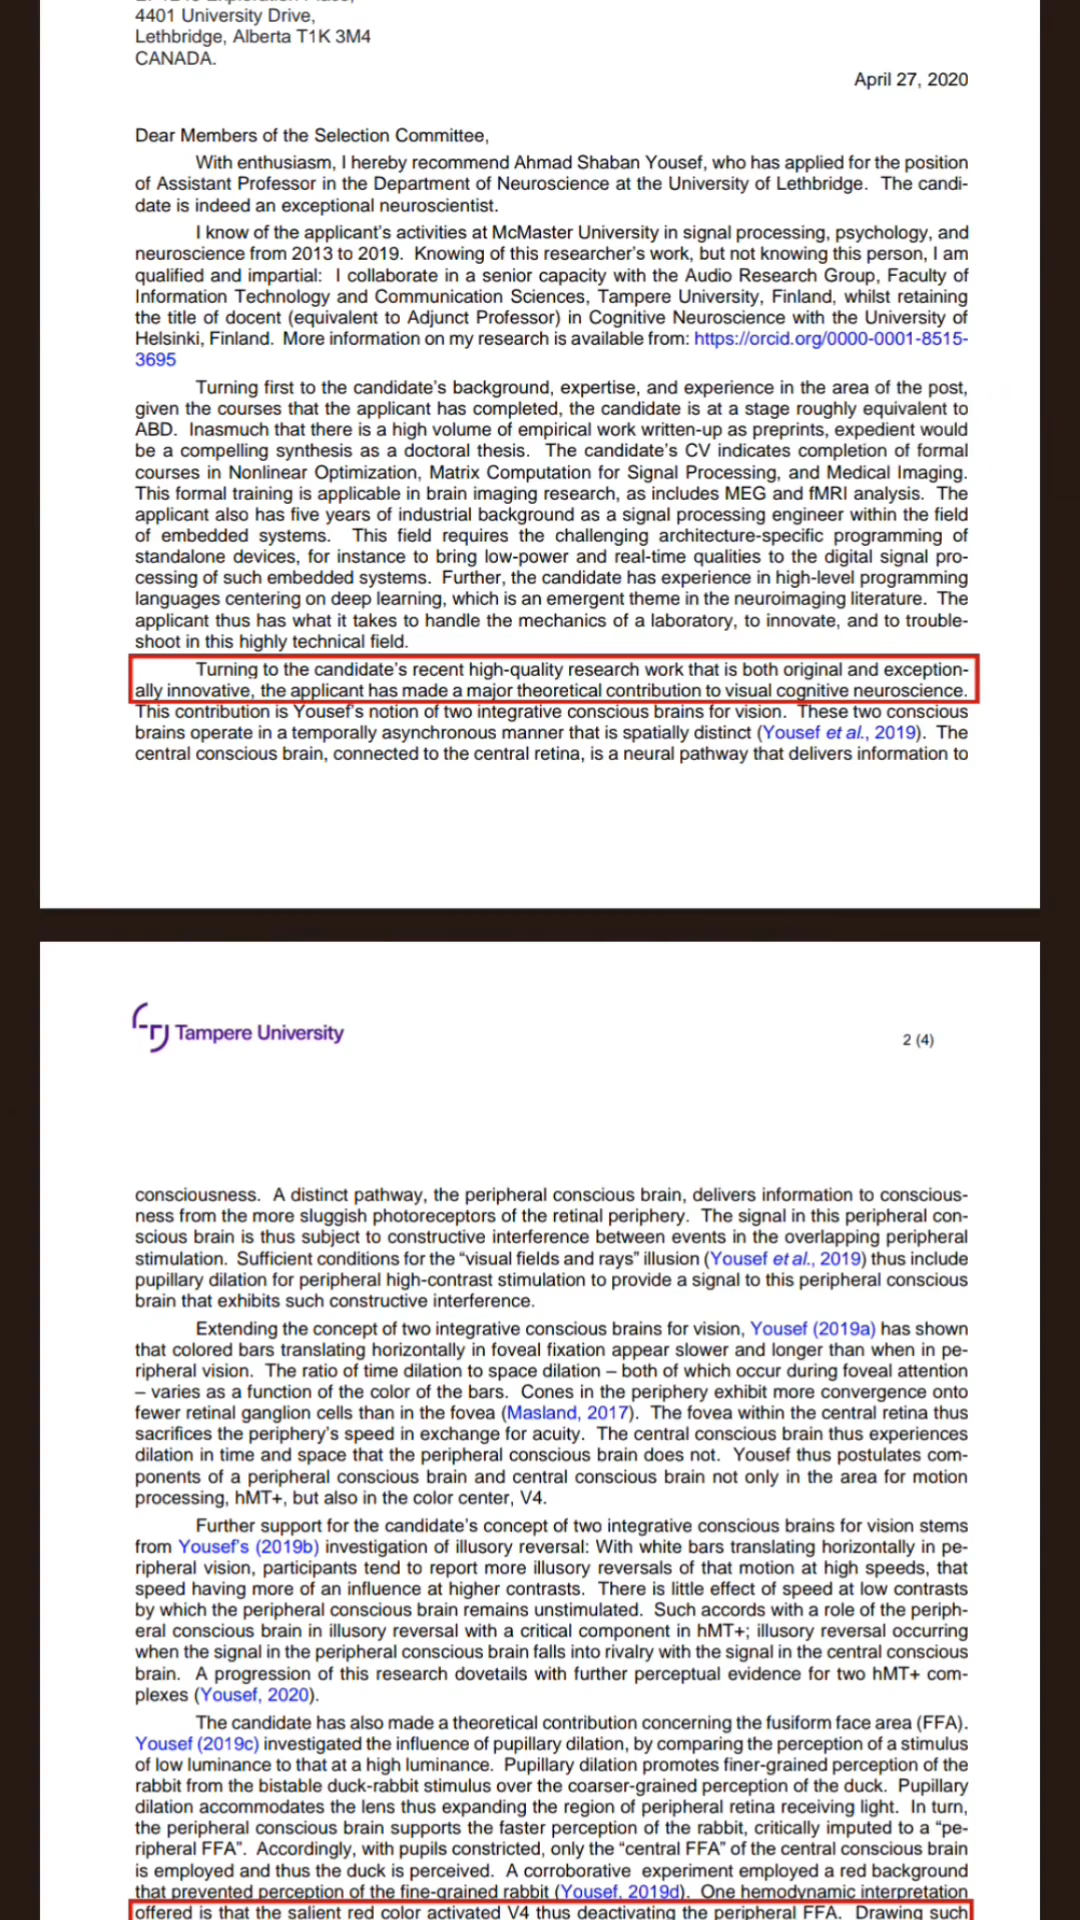 4401 University Drive,
Lethbridge, Alberta T1K 3M4
CANADA.
April 27, 2020
Dear Members of the Selection Committee,
With enthusiasm, I hereby recommend Ahmad Shaban Yousef, who has applied for the position
of Assistant Professor in the Department of Neuroscience at the University of Lethbridge. The candi-
date is indeed an exceptional neuroscientist.
I know of the applicant's activities at McMaster University in signal processing, psychology, and
neuroscience from 2013 to 2019. Knowing of this researcher's work, but not knowing this person, I am
qualified and impartial: I collaborate in a senior capacity with the Audio Research Group, Faculty of
Information Technology and Communication Sciences, Tampere University, Finland, whilst retaining
the title of docent (equivalent to Adjunct Professor) in Cognitive Neuroscience with the University of
Helsinki, Finland. More information on my research is available from: https://orcid.org/0000-0001-8515-
3695
Turning first to the candidate's background, expertise, and experience in the area of the post,
given the courses that the applicant has completed, the candidate is at a stage roughly equivalent to
ABD. Inasmuch that there is a high volume of empirical work written-up as preprints, expedient would
be a compelling synthesis as a doctoral thesis. The candidate's CV indicates completion of formal
courses in Nonlinear Optimization, Matrix Computation for Signal Processing, and Medical Imaging.
This formal training is applicable in brain imaging research, as includes MEG and fMRI analysis. The
applicant also has five years of industrial background as a signal processing engineer within the field
of embedded systems. This field requires the challenging architecture-specific programming of
standalone devices, for instance to bring low-power and real-time qualities to the digital signal pro-
cessing of such embedded systems. Further, the candidate has experience in high-level programming
languages centering on deep learning, which is an emergent theme in the neuroimaging literature. The
applicant thus has what it takes to handle the mechanics of a laboratory, to innovate, and to trouble-
shoot in this highly technical field.
Turning to the candidate's recent high-quality research work that is both original and exception-
ally innovative, the applicant has made a major theoretical contribution to visual cognitive neuroscience.
This contribution is Yousef's notion of two integrative conscious brains for vision. These two conscious
brains operate in a temporally asynchronous manner that is spatially distinct (Yousef et al., 2019). The
central conscious brain, connected to the central retina, is a neural pathway that delivers information to
Tampere University
2 (4)
consciousness. A distinct pathway, the peripheral conscious brain, delivers information to conscious-
ness from the more sluggish photoreceptors of the retinal periphery. The signal in this peripheral con-
scious brain is thus subject to constructive interference between events in the overlapping peripheral
stimulation. Sufficient conditions for the "visual fields and rays" illusion (Yousef et al., 2019) thus include
pupillary dilation for peripheral high-contrast stimulation to provide a signal to this peripheral conscious
brain that exhibits such constructive interference.
Extending the concept of two integrative conscious brains for vision, Yousef (2019a) has shown
that colored bars translating horizontally in foveal fixation appear slower and longer than when in pe-
ripheral vision. The ratio of time dilation to space dilation – both of which occur during foveal attention
– varies as a function of the color of the bars. Cones in the periphery exhibit more convergence onto
fewer retinal ganglion cells than in the fovea (Masland, 2017). The fovea within the central retina thus
sacrifices the periphery's speed in exchange for acuity. The central conscious brain thus experiences
dilation in time and space that the peripheral conscious brain does not. Yousef thus postulates com-
ponents of a peripheral conscious brain and central conscious brain not only in the area for motion
processing, hMT+, but also in the color center, V4.
Further support for the candidate's concept of two integrative conscious brains for vision stems
from Yousef's (2019b) investigation of illusory reversal: With white bars translating horizontally in pe-
ripheral vision, participants tend to report more illusory reversals of that motion at high speeds, that
speed having more of an influence at higher contrasts. There is little effect of speed at low contrasts
by which the peripheral conscious brain remains unstimulated. Such accords with a role of the periph-
eral conscious brain in illusory reversal with a critical component in hMT+; illusory reversal occurring
when the signal in the peripheral conscious brain falls into rivalry with the signal in the central conscious
brain. A progression of this research dovetails with further perceptual evidence for two hMT+ com-
plexes (Yousef, 2020).
The candidate has also made a theoretical contribution concerning the fusiform face area (FFA).
Yousef (2019c) investigated the influence of pupillary dilation, by comparing the perception of a stimulus
of low luminance to that at a high luminance. Pupillary dilation promotes finer-grained perception of the
rabbit from the bistable duck-rabbit stimulus over the coarser-grained perception of the duck. Pupillary
dilation accommodates the lens thus expanding the region of peripheral retina receiving light. In turn,
the peripheral conscious brain supports the faster perception of the rabbit, critically imputed to a "pe-
ripheral FFA". Accordingly, with pupils constricted, only the "central FFA" of the central conscious brain
is employed and thus the duck is perceived. A corroborative experiment employed a red background
that prevented perception of the fine-grained rabbit (Yousef, 2019d). One hemodynamic interpretation
offered is that the salient red color activated V4 thus deactivating the peripheral FFA. Drawing such